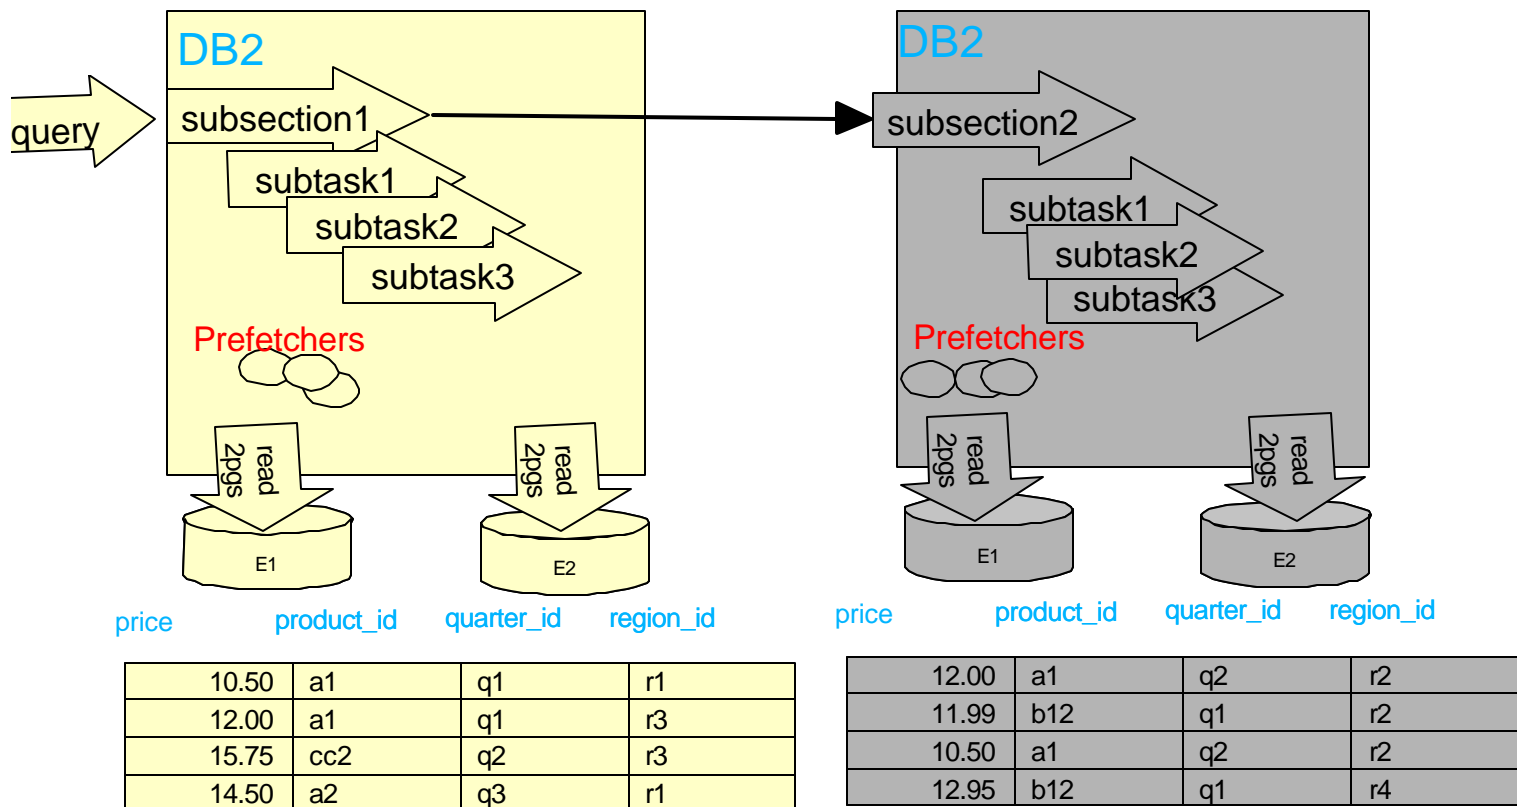 DB2
query
subsection1
subtask1
subtask2
subtask3
Prefetchers
read
2pgs
read
2pgs
E1
E2
price product_id quarter_id region_id
10.50 a1 q1 r1
12.00 a1 q1 r3
15.75 cc2 q2 r3
14.50 a2 q3 r1
DB2
subsection2
subtask1
subtask2
subtask3
Prefetchers
read
2pgs
read
2pgs
E1
E2
price product_id quarter_id region_id
12.00 a1 q2 r2
11.99 b12 q1 r2
10.50 a1 q2 r2
12.95 b12 q1 r4